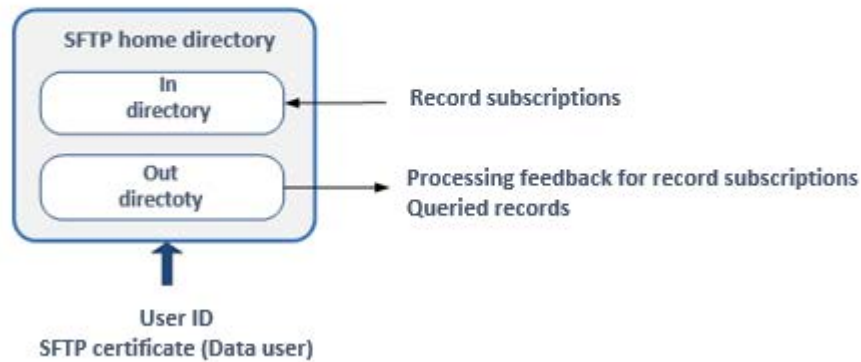 SFTP home directory
In
directory
Record subscriptions
Out
directoty
Processing feedback for record subscriptions
Queried records
User ID
SFTP certificate (Data user)